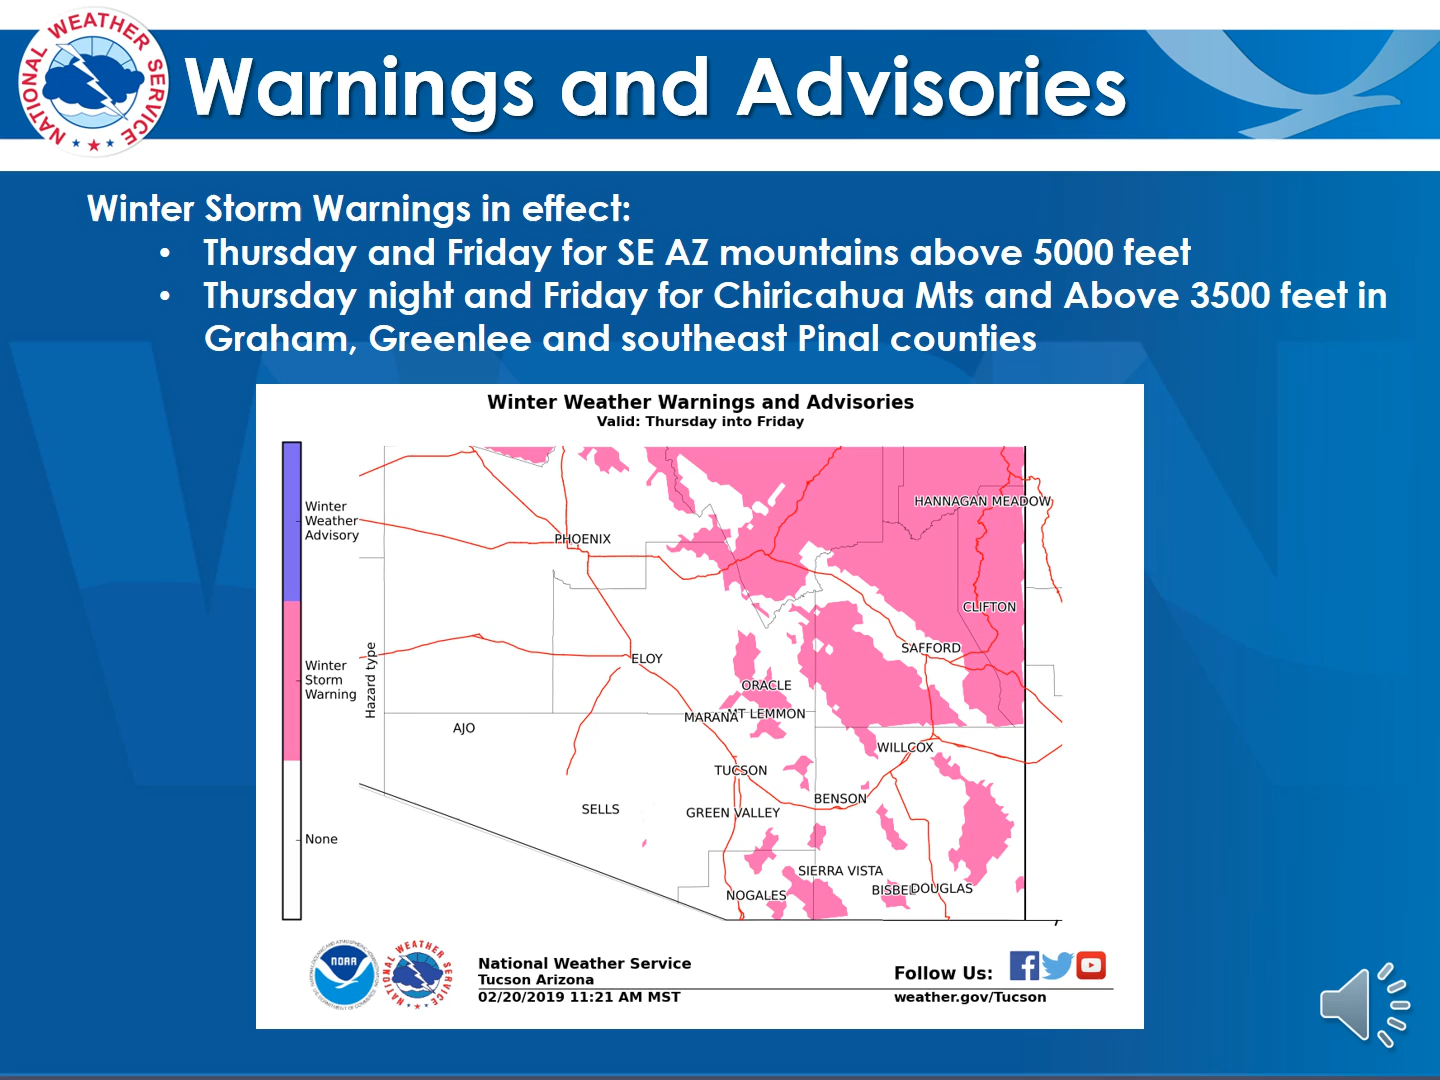 NATIONAL WEATHER SERVICE
Warnings and Advisories
Winter Storm Warnings in effect:
• Thursday and Friday for SE AZ mountains above 5000 feet
• Thursday night and Friday for Chiricahua Mts and Above 3500 feet in
Graham, Greenlee and southeast Pinal counties
Winter Weather Warnings and Advisories
Valid: Thursday into Friday
Winter
Weather
Advisory
Winter
Storm
Warning
None
Hazard type
HANNAGAN MEADOW
PHOENIX
CLIFTON
SAFFORD
ELOY
ORACLE
MARANA
MT LEMMON
AJO
WILLCOX
TUCSON
BENSON
SELLS
GREEN VALLEY
SIERRA VISTA
BISBEE
DOUGLAS
NOGALES
NOAA
NATIONAL WEATHER SERVICE
National Weather Service
Tucson Arizona
02/20/2019 11:21 AM MST
Follow Us:
weather.gov/Tucson